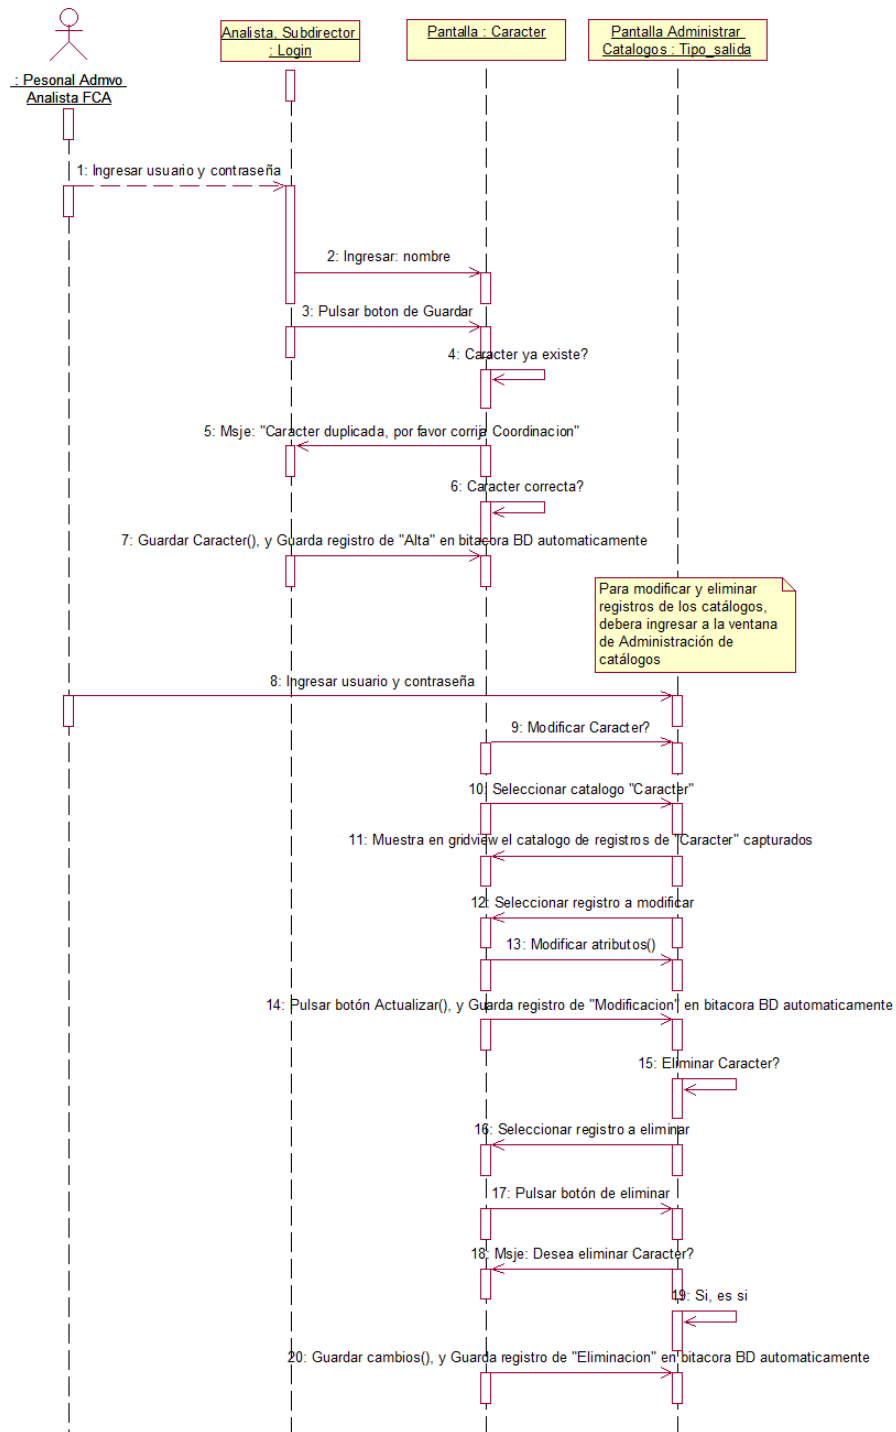 Analista, Subdirector
: Login
Pantalla : Caracter
Pantalla Administrar
Catalogos : Tipo_salida
: Pesonal Admvo
Analista FCA
1: Ingresar usuario y contraseña
2: Ingresar: nombre
3: Pulsar boton de Guardar
4: Caracter ya existe?
5: Msje: "Caracter duplicada, por favor corrija Coordinacion"
6: Caracter correcta?
7: Guardar Caracter(), y Guarda registro de "Alta" en bitacora BD automaticamente
Para modificar y eliminar
registros de los catálogos,
debera ingresar a la ventana
de Administración de
catálogos
8: Ingresar usuario y contraseña
9: Modificar Caracter?
10: Seleccionar catalogo "Caracter"
11: Muestra en gridview el catalogo de registros de "Caracter" capturados
12: Seleccionar registro a modificar
13: Modificar atributos()
14: Pulsar botón Actualizar(), y Guarda registro de "Modificacion" en bitacora BD automaticamente
15: Eliminar Caracter?
16: Seleccionar registro a eliminar
17: Pulsar botón de eliminar
18: Msje: Desea eliminar Caracter?
19: Si, es si
20: Guardar cambios(), y Guarda registro de "Eliminacion" en bitacora BD automaticamente